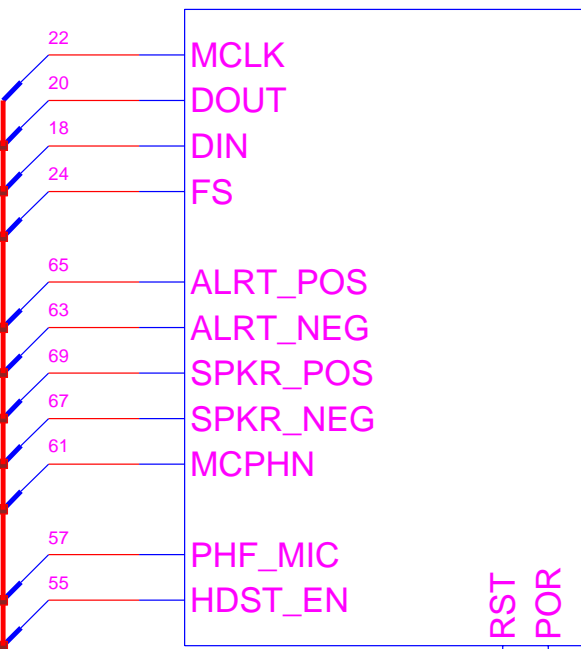 22 MCLK
20 DOUT
18 DIN
24 FS
65 ALRT_POS
63 ALRT_NEG
69 SPKR_POS
67 SPKR_NEG
61 MCPHN
57 PHF_MIC
55 HDST_EN
RST
POR